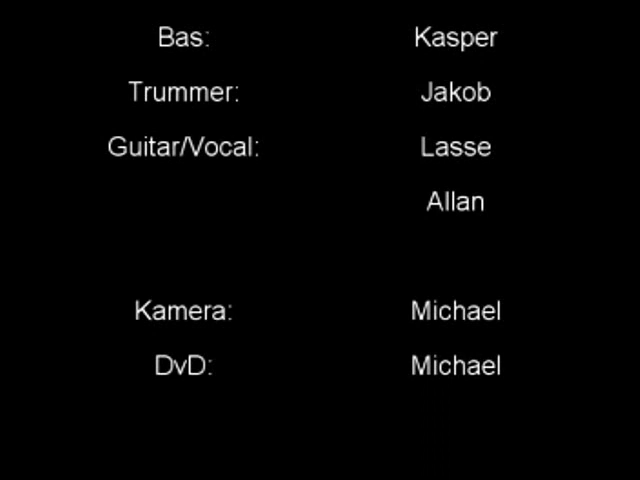 Bas: Kasper
Trummer: Jakob
Guitar/Vocal: Lasse
Allan
Kamera: Michael
DvD: Michael